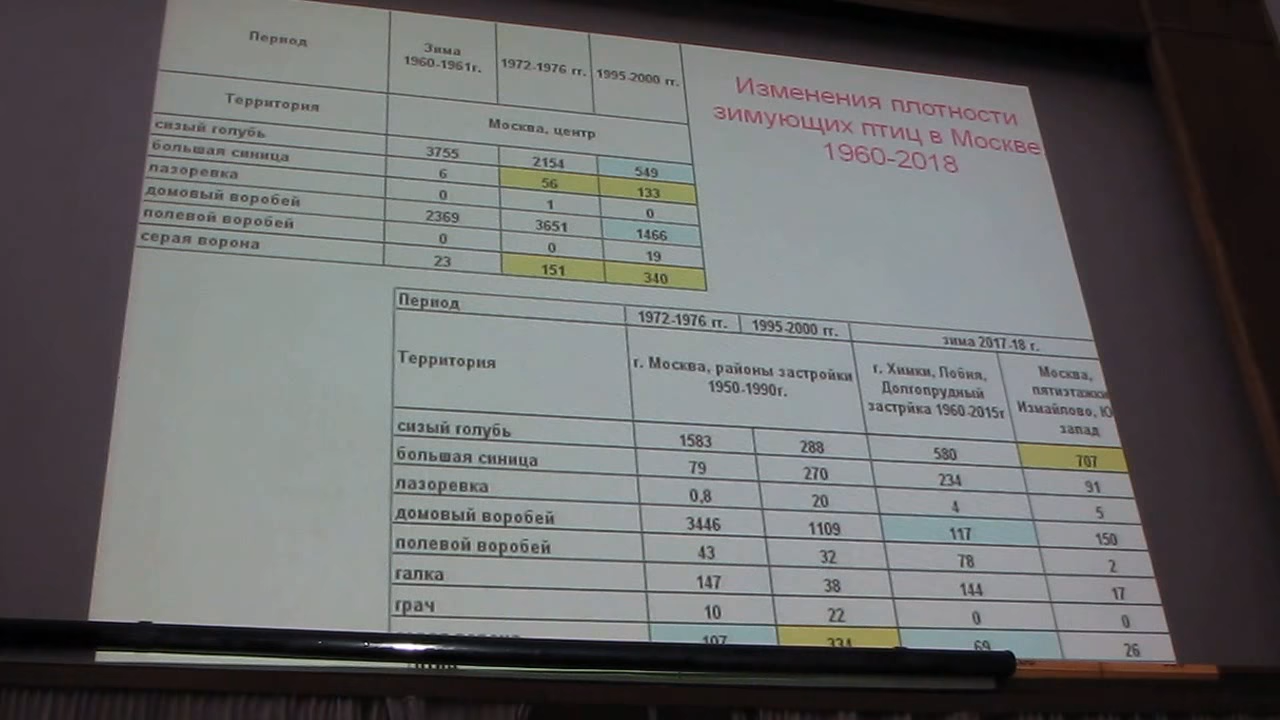 Изменения плотности
зимующих птиц в Москве
1960-2018
Период Зима 1960-1961г. 1972-1976 гг. 1995-2000 гг.
Территория Москва, центр
сизый голубь 3755 2154 549
большая синица 6 56 133
лазоревка 0 1 0
домовый воробей 2369 3651 1466
полевой воробей 0 0 19
серая ворона 23 151 340
Период 1972-1976 гг. 1995-2000 гг. зима 2017-18 г.
Территория г. Москва, районы застройки 1950-1990г. г. Химки, Лобня, Долгопрудный застрйка 1960-2015г Москва, пятиэтажки Измайлово, Ю запад
сизый голубь 1583 288 580 707
большая синица 79 270 234 91
лазоревка 0,8 20 4 5
домовый воробей 3446 1109 117 150
полевой воробей 43 32 78 2
галка 147 38 144 17
грач 10 22 0 0
107 334 69 26